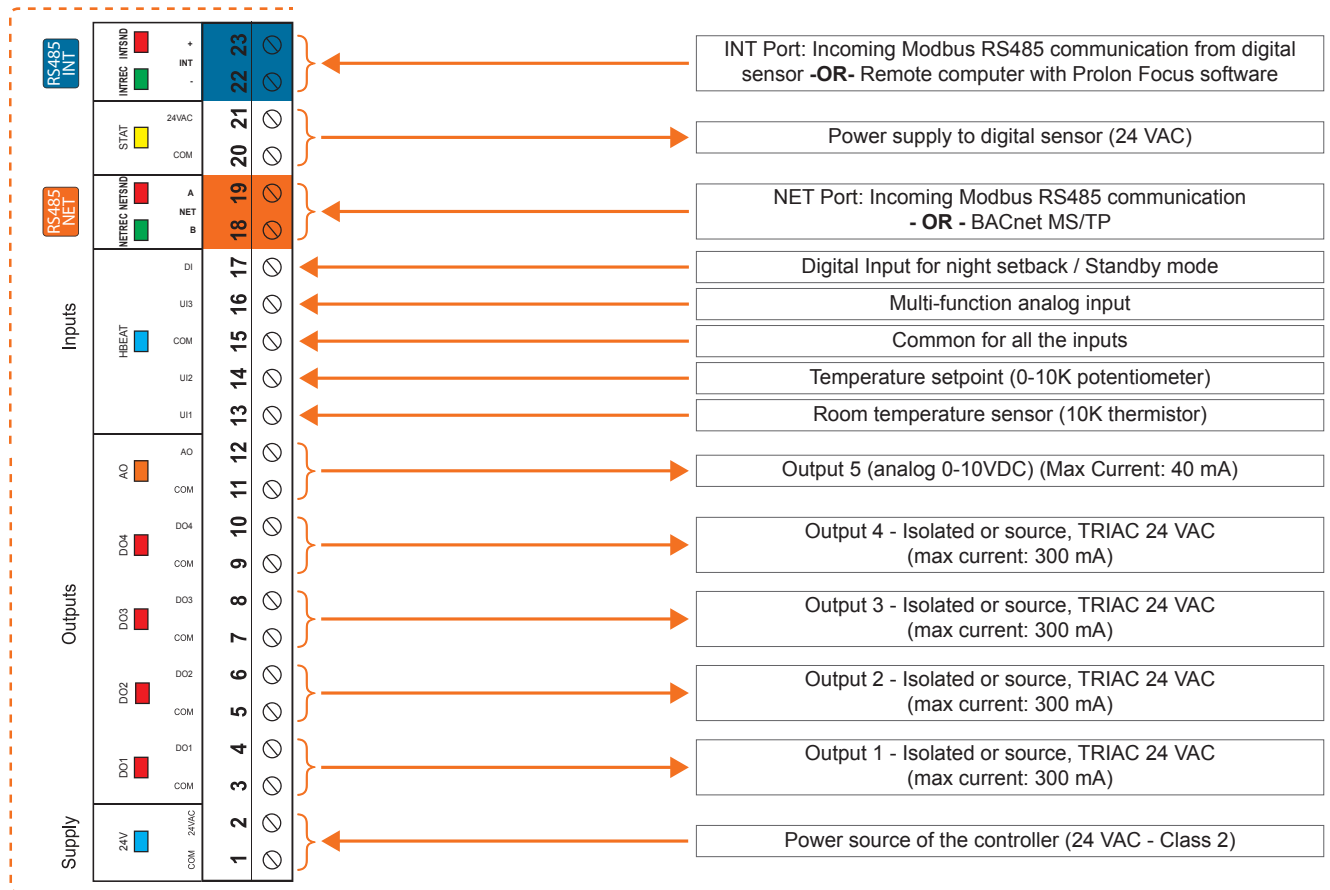 RS485
INT
INTREC INTSND
+
INT
-
23
22
INT Port: Incoming Modbus RS485 communication from digital
sensor -OR- Remote computer with Prolon Focus software
STAT
24VAC
COM
21
20
Power supply to digital sensor (24 VAC)
RS485
NET
NETREC NETSND
A
NET
B
19
18
NET Port: Incoming Modbus RS485 communication
- OR - BACnet MS/TP
Inputs
HBEAT
DI
17
Digital Input for night setback / Standby mode
UI3
16
Multi-function analog input
COM
15
Common for all the inputs
UI2
14
Temperature setpoint (0-10K potentiometer)
UI1
13
Room temperature sensor (10K thermistor)
Outputs
AO
AO
COM
12
11
Output 5 (analog 0-10VDC) (Max Current: 40 mA)
DO4
DO4
COM
10
9
Output 4 - Isolated or source, TRIAC 24 VAC
(max current: 300 mA)
DO3
DO3
COM
8
7
Output 3 - Isolated or source, TRIAC 24 VAC
(max current: 300 mA)
DO2
DO2
COM
6
5
Output 2 - Isolated or source, TRIAC 24 VAC
(max current: 300 mA)
DO1
DO1
COM
4
3
Output 1 - Isolated or source, TRIAC 24 VAC
(max current: 300 mA)
Supply
24V
COM 24VAC
2
1
Power source of the controller (24 VAC - Class 2)